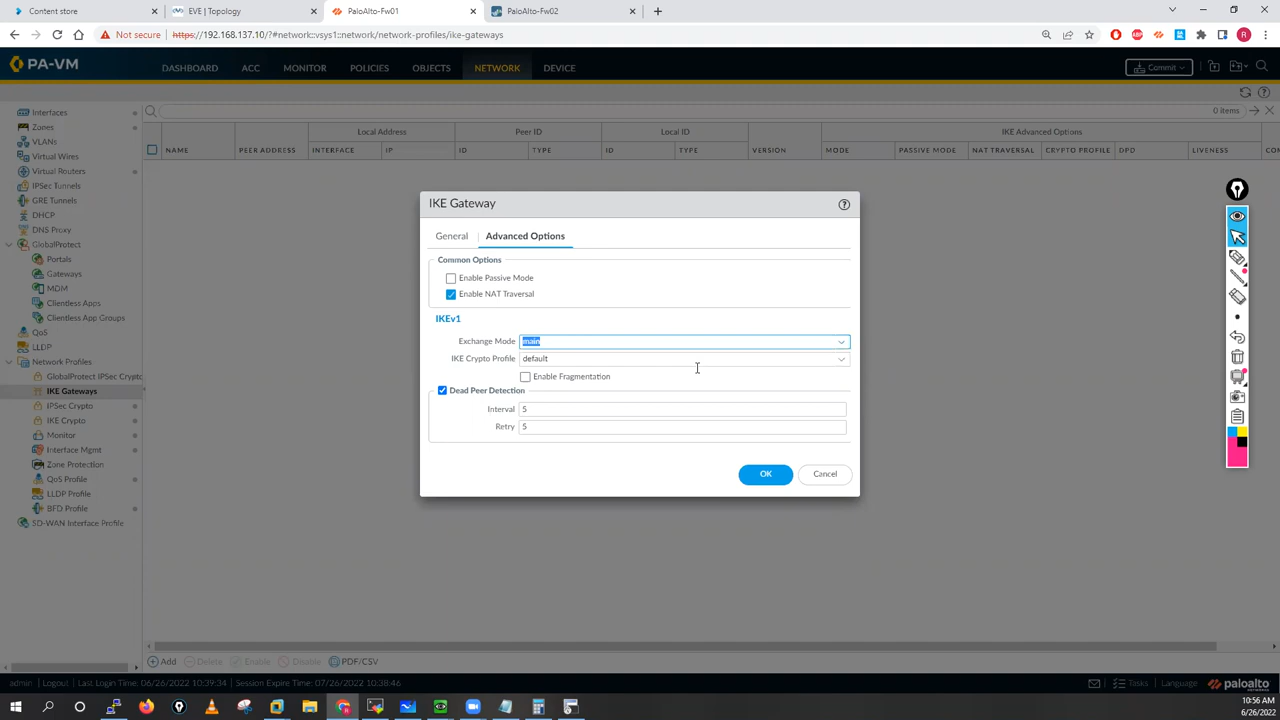 Content store
EVE | Topology
PaloAlto-Fw01
PaloAlto-Fw02
Not secure
https://192.168.137.10/?#network::vsys1::network/network-profiles/ike-gateways
PA-VM
DASHBOARD
ACC
MONITOR
POLICIES
OBJECTS
NETWORK
DEVICE
Commit
Interfaces
Zones
VLANs
Virtual Wires
Virtual Routers
IPSec Tunnels
GRE Tunnels
DHCP
DNS Proxy
GlobalProtect
Portals
Gateways
MDM
Clientless Apps
Clientless App Groups
QoS
LLDP
Network Profiles
GlobalProtect IPSec Crypto
IKE Gateways
IPSec Crypto
IKE Crypto
Monitor
Interface Mgmt
Zone Protection
QoS Profile
LLDP Profile
BFD Profile
SD-WAN Interface Profile
0 items
Local Address
Peer ID
Local ID
IKE Advanced Options
NAME
PEER ADDRESS
INTERFACE
IP
ID
TYPE
ID
TYPE
VERSION
MODE
PASSIVE MODE
NAT TRAVERSAL
CRYPTO PROFILE
DPD
LIVENESS
COM
IKE Gateway
General
Advanced Options
Common Options
Enable Passive Mode
Enable NAT Traversal
IKEv1
Exchange Mode main
IKE Crypto Profile default
Enable Fragmentation
Dead Peer Detection
Interval 5
Retry 5
OK
Cancel
Add
Delete
Enable
Disable
PDF/CSV
admin
Logout
Last Login Time: 06/26/2022 10:39:34
Session Expire Time: 07/26/2022 10:38:46
Tasks
Language
paloalto
NETWORKS
10:56 AM
6/26/2022